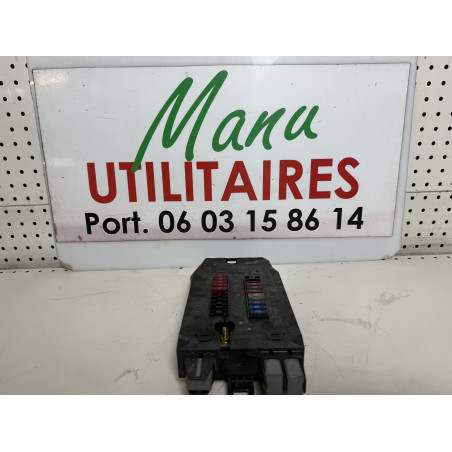 Manu
UTILITAIRES
Port. 06 03 15 86 14